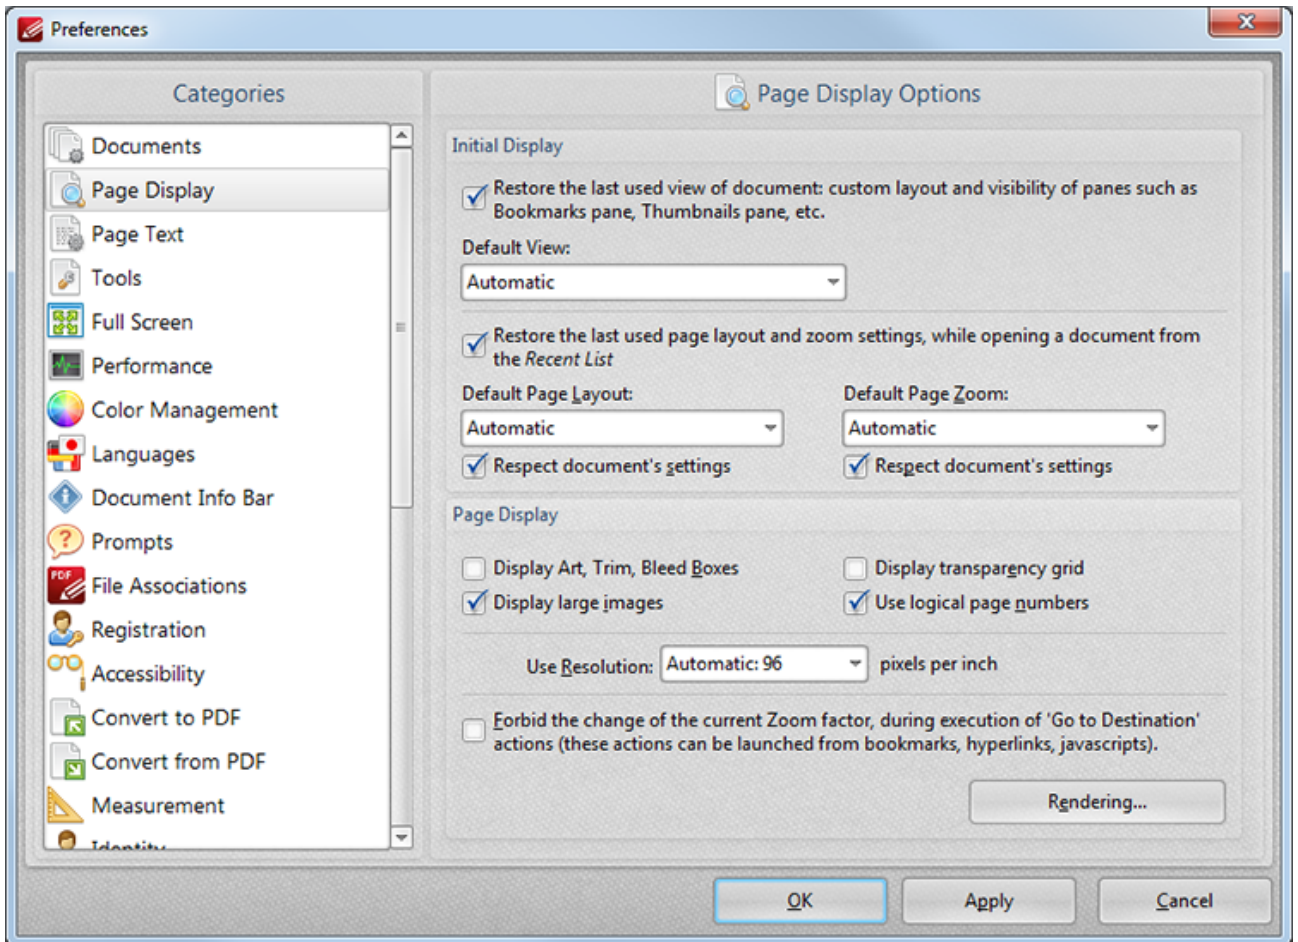 Preferences
Categories
Documents
Page Display
Page Text
Tools
Full Screen
Performance
Color Management
Languages
Document Info Bar
Prompts
PDF
File Associations
Registration
Accessibility
Convert to PDF
Convert from PDF
Measurement
Identity
Page Display Options
Initial Display
Restore the last used view of document: custom layout and visibility of panes such as
Bookmarks pane, Thumbnails pane, etc.
Default View:
Automatic
Restore the last used page layout and zoom settings, while opening a document from
the Recent List
Default Page Layout:
Automatic
Respect document's settings
Default Page Zoom:
Automatic
Respect document's settings
Page Display
Display Art, Trim, Bleed Boxes
Display transparency grid
Display large images
Use logical page numbers
Use Resolution: Automatic: 96 pixels per inch
Forbid the change of the current Zoom factor, during execution of 'Go to Destination'
actions (these actions can be launched from bookmarks, hyperlinks, javascripts).
Rendering...
OK
Apply
Cancel